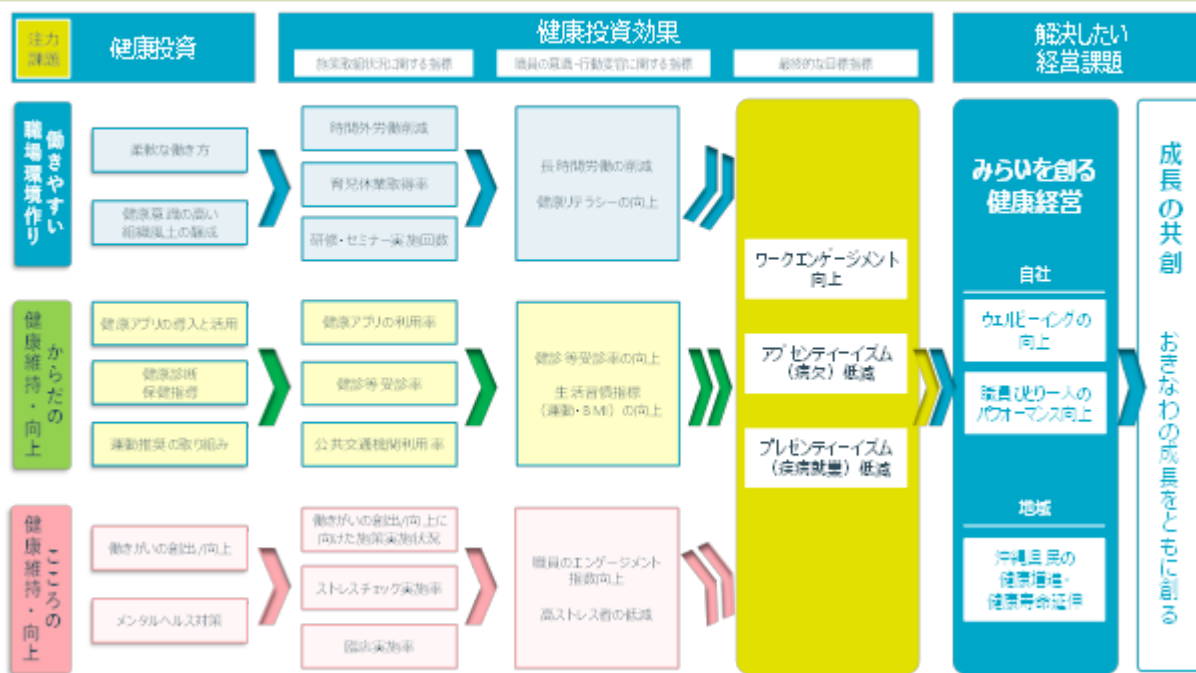 注力
課題
健康投資
健康投資効果
施策取組状況に関する指標
職員の意識・行動変容に関する指標
最終的な目標指標
解決したい
経営課題
働きやすい
職場環境作り
柔軟な働き方
健康意識の高い
組織風土の醸成
時間外労働削減
育児休業取得率
研修・セミナー実施回数
長時間労働の削減
健康リテラシーの向上
からだの
健康維持・向上
健康アプリの導入と活用
健康診断
保健指導
運動推奨の取り組み
健康アプリの利用率
健診等受診率
公共交通機関利用率
健診等受診率の向上
生活習慣指標
(運動・BMI)の向上
こころの
健康維持・向上
働きがいの創出/向上
メンタルヘルス対策
働きがいの創出/向上に
向けた施策実施状況
ストレスチェック実施率
臨店実施率
職員のエンゲージメント
指数向上
高ストレス者の低減
ワークエンゲージメント
向上
アブセンティーイズム
(病欠)低減
プレゼンティーイズム
(疾病就業)低減
みらいを創る
健康経営
自社
ウェルビーイングの
向上
職員ひとり一人の
パフォーマンス向上
地域
沖縄県民の
健康増進・
健康寿命延伸
成長の共創 おきなわの成長をともに創る